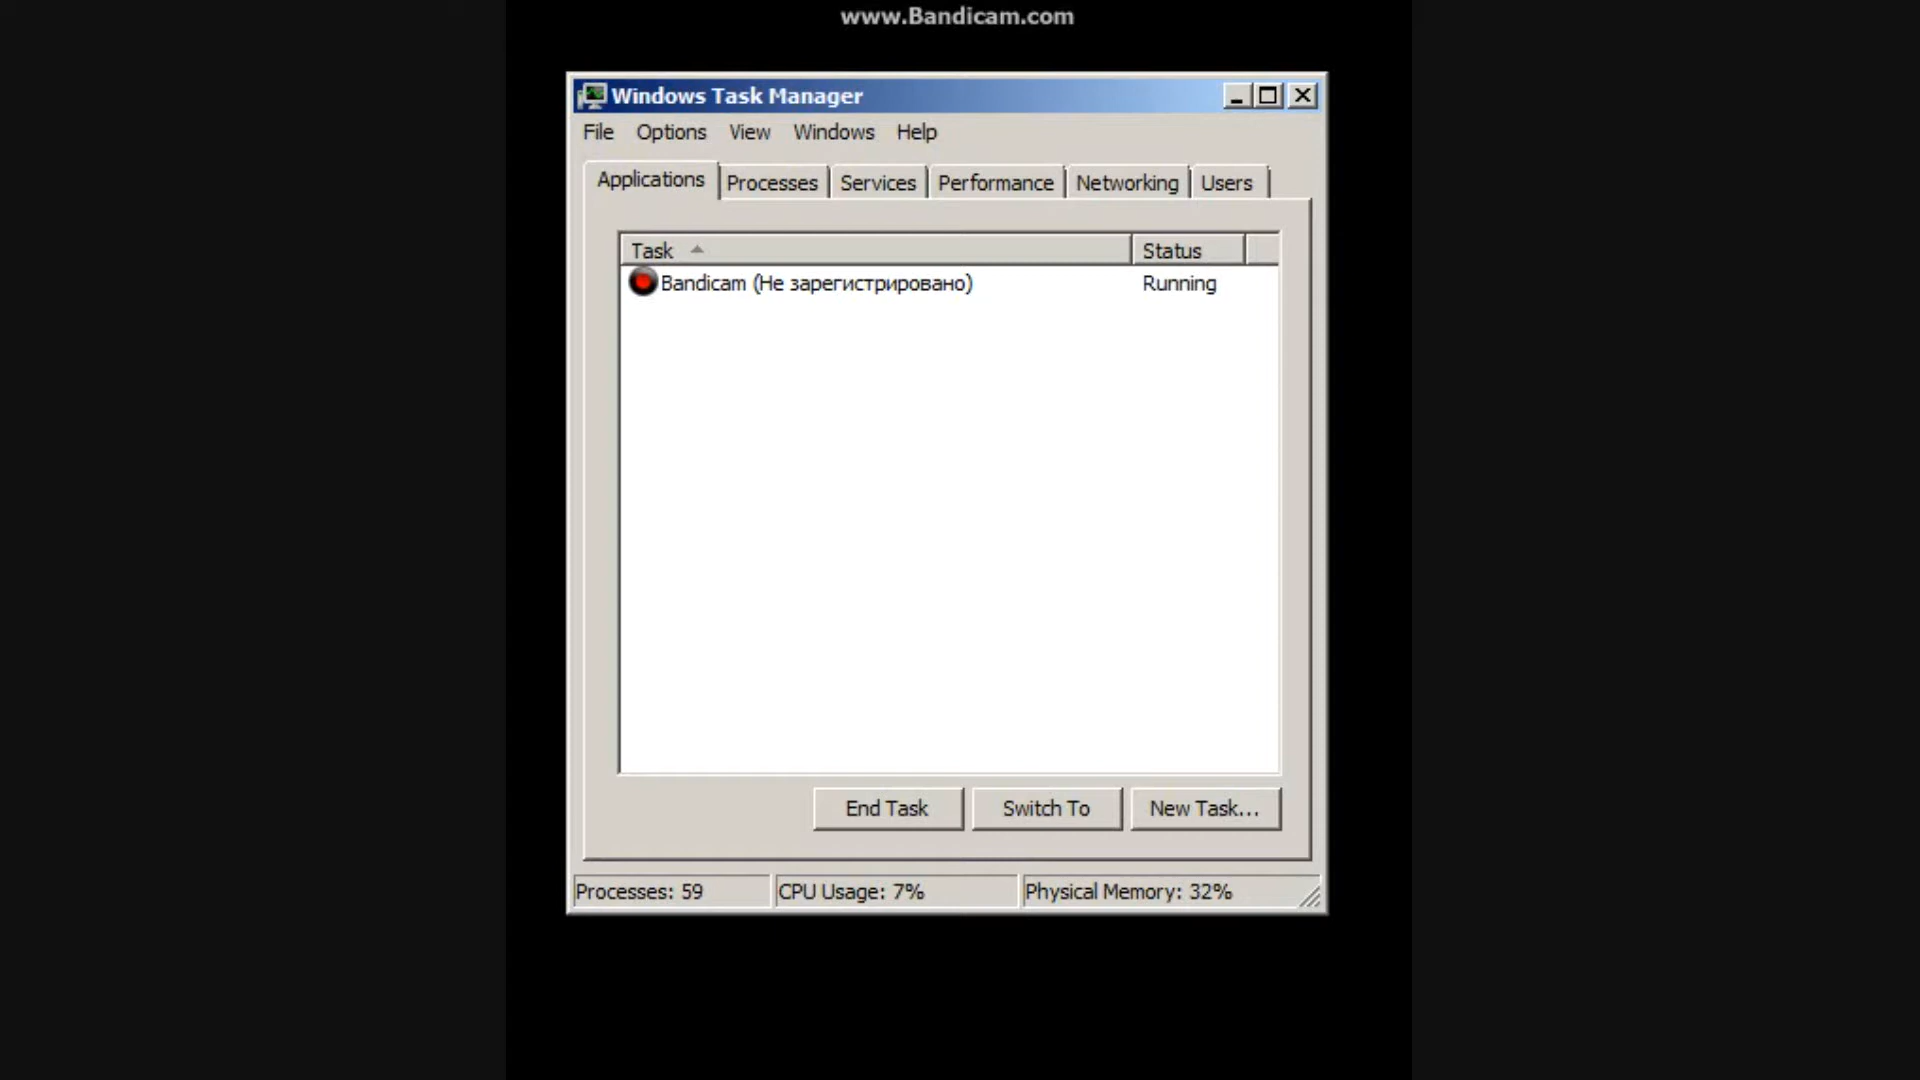 www.Bandicam.com
Windows Task Manager
File Options View Windows Help
Applications Processes Services Performance Networking Users
Task Status
Bandicam (Не зарегистрировано) Running
End Task Switch To New Task...
Processes: 59 CPU Usage: 7% Physical Memory: 32%